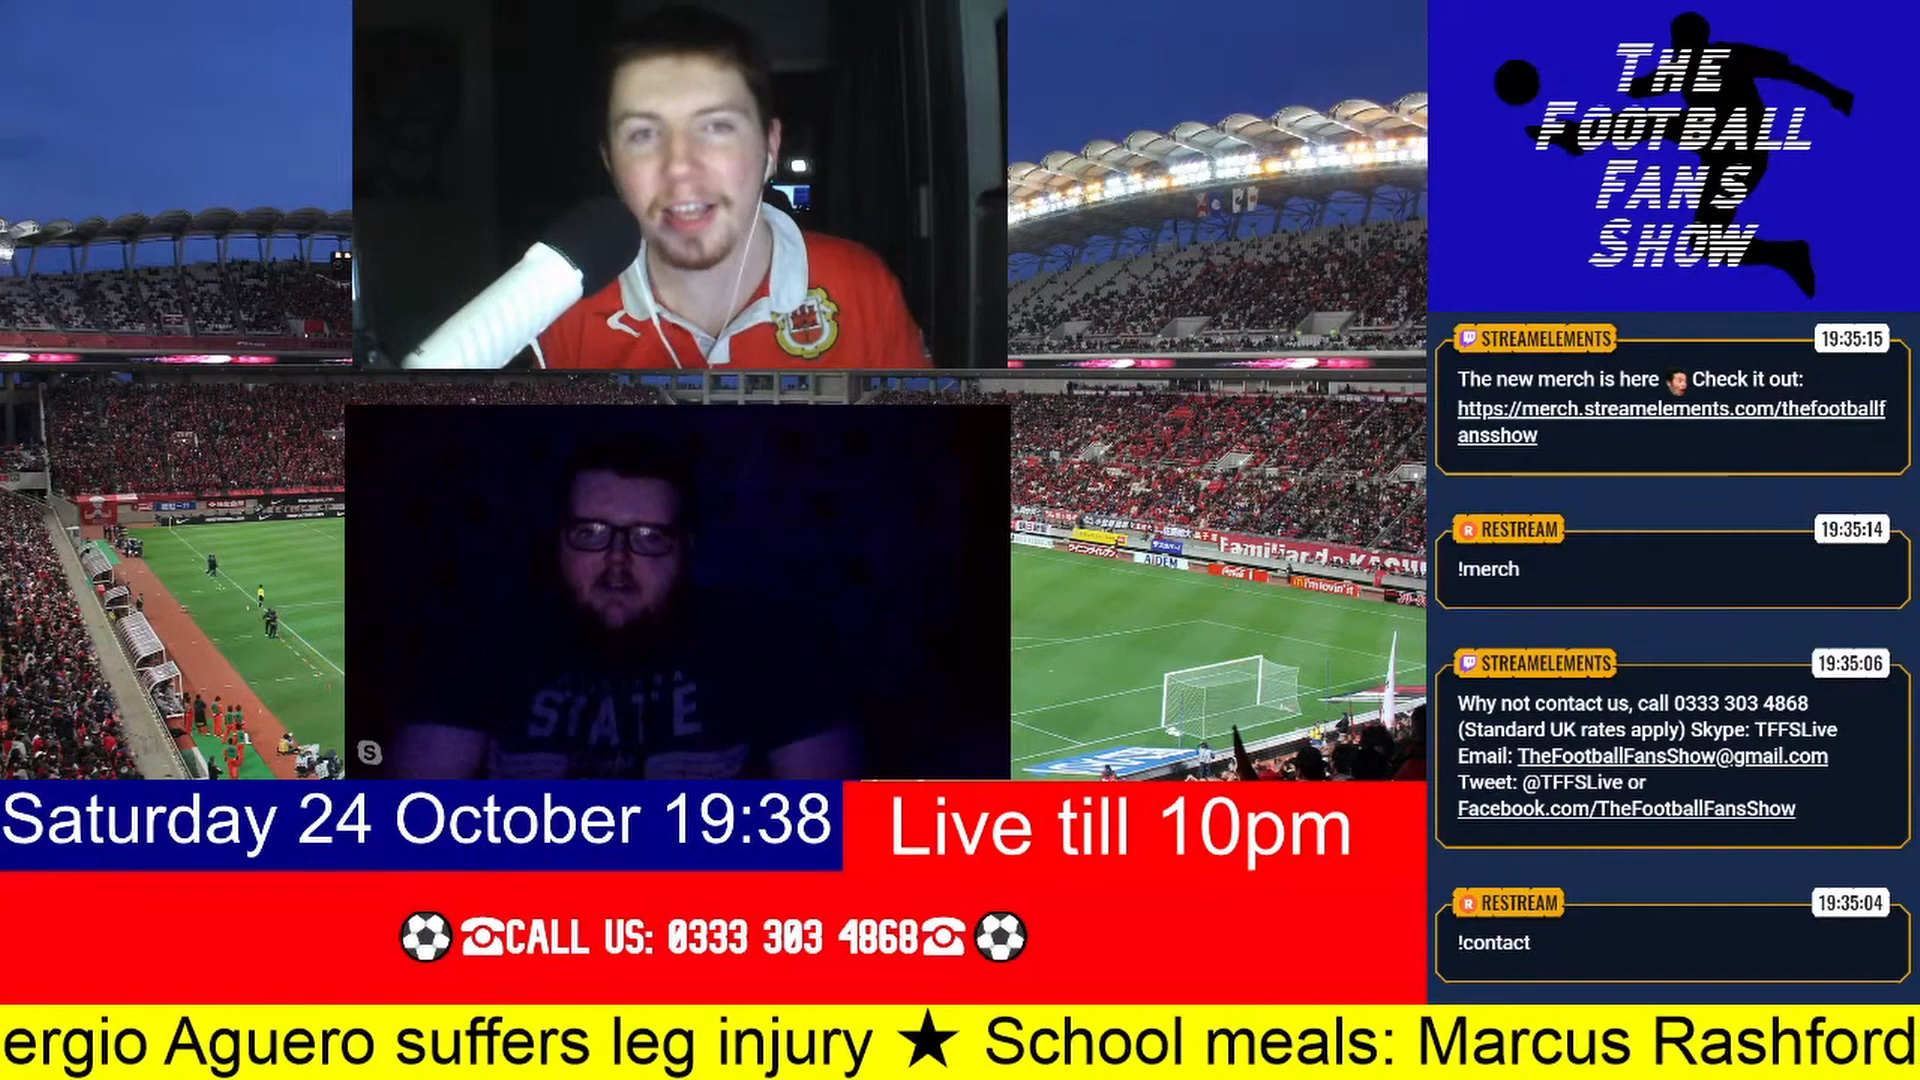 THE
FOOTBALL
FANS
SHOW
STREAMELEMENTS 19:35:15
The new merch is here Check it out:
https://merch.streamelements.com/thefootballf
ansshow
RESTREAM 19:35:14
!merch
STREAMELEMENTS 19:35:06
Why not contact us, call 0333 303 4868
(Standard UK rates apply) Skype: TFFSLive
Email: TheFootballFansShow@gmail.com
Tweet: @TFFSLive or
Facebook.com/TheFootballFansShow
RESTREAM 19:35:04
!contact
AIDEM
Coca-Cola
i'm lovin' it
STATE
S
Saturday 24 October 19:38
Live till 10pm
☎CALL US: 0333 303 4868☎
ergio Aguero suffers leg injury ★ School meals: Marcus Rashford